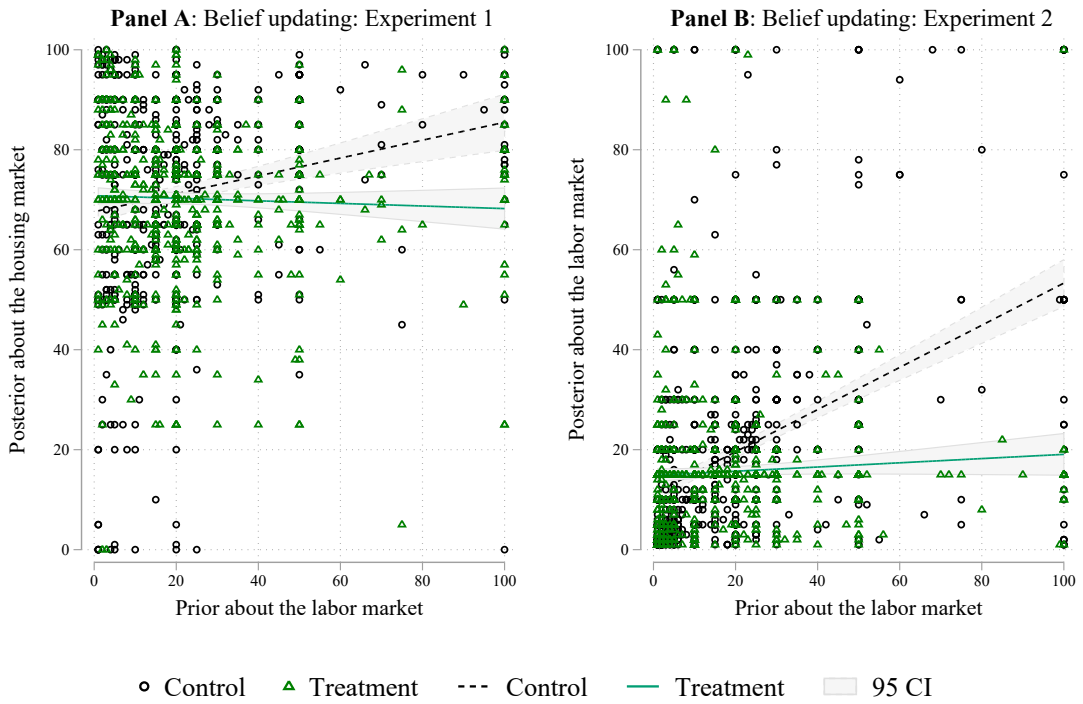 Panel A: Belief updating: Experiment 1
Posterior about the housing market
100
80
60
40
20
0
0 20 40 60 80 100
Prior about the labor market
Panel B: Belief updating: Experiment 2
Posterior about the labor market
100
80
60
40
20
0
0 20 40 60 80 100
Prior about the labor market
Control Treatment Control Treatment 95 CI